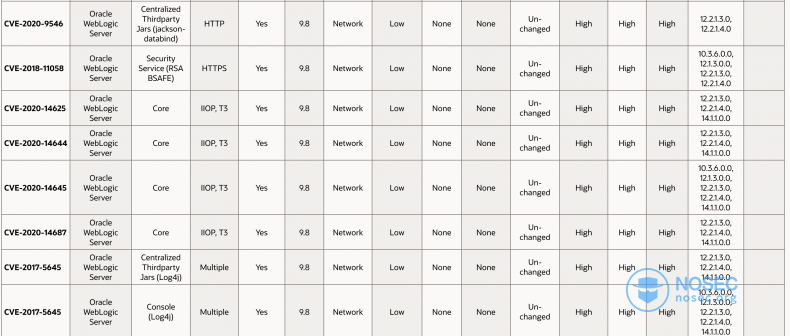 CVE-2020-9546 Oracle WebLogic Server Centralized Thirdparty Jars (jackson-databind) HTTP Yes 9.8 Network Low None None Un-changed High High High 12.2.1.3.0, 12.2.1.4.0
CVE-2018-11058 Oracle WebLogic Server Security Service (RSA BSAFE) HTTPS Yes 9.8 Network Low None None Un-changed High High High 10.3.6.0.0, 12.1.3.0.0, 12.2.1.3.0, 12.2.1.4.0
CVE-2020-14625 Oracle WebLogic Server Core IIOP, T3 Yes 9.8 Network Low None None Un-changed High High High 12.2.1.3.0, 12.2.1.4.0, 14.1.1.0.0
CVE-2020-14644 Oracle WebLogic Server Core IIOP, T3 Yes 9.8 Network Low None None Un-changed High High High 12.2.1.3.0, 12.2.1.4.0, 14.1.1.0.0
CVE-2020-14645 Oracle WebLogic Server Core IIOP, T3 Yes 9.8 Network Low None None Un-changed High High High 10.3.6.0.0, 12.1.3.0.0, 12.2.1.3.0, 12.2.1.4.0, 14.1.1.0.0
CVE-2020-14687 Oracle WebLogic Server Core IIOP, T3 Yes 9.8 Network Low None None Un-changed High High High 12.2.1.3.0, 12.2.1.4.0, 14.1.1.0.0
CVE-2017-5645 Oracle WebLogic Server Centralized Thirdparty Jars (Log4j) Multiple Yes 9.8 Network Low None None Un-changed High High High 12.2.1.3.0, 12.2.1.4.0, 14.1.1.0.0
CVE-2017-5645 Oracle WebLogic Server Console (Log4j) Multiple Yes 9.8 Network Low None None Un-changed High High High 10.3.6.0.0, 12.1.3.0.0, 12.2.1.3.0, 12.2.1.4.0, 14.1.1.0.0
NOSEC
nosec.org